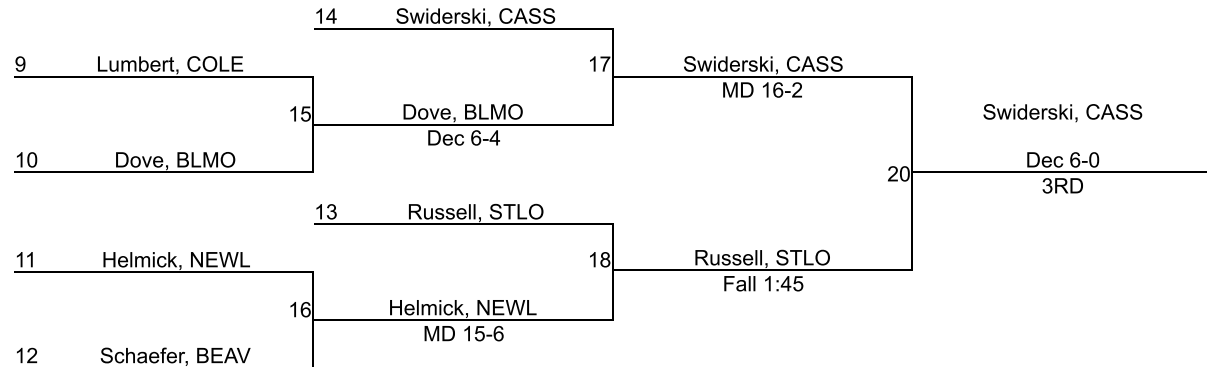 14 Swiderski, CASS
9 Lumbert, COLE
17 Swiderski, CASS
MD 16-2
15 Dove, BLMO
Dec 6-4
Swiderski, CASS
10 Dove, BLMO
20 Dec 6-0
3RD
13 Russell, STLO
11 Helmick, NEWL
18 Russell, STLO
Fall 1:45
16 Helmick, NEWL
MD 15-6
12 Schaefer, BEAV